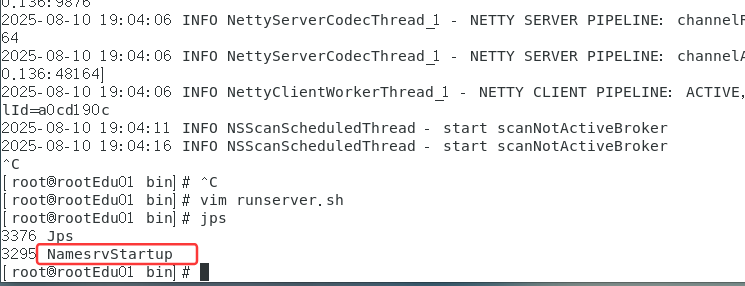 0.136:9876
2025-08-10 19:04:06 INFO NettyServerCodecThread_1 - NETTY SERVER PIPELINE: channelR
64
2025-08-10 19:04:06 INFO NettyServerCodecThread_1 - NETTY SERVER PIPELINE: channelA
0.136:48164]
2025-08-10 19:04:06 INFO NettyClientWorkerThread_1 - NETTY CLIENT PIPELINE: ACTIVE,
lId=a0cd190c
2025-08-10 19:04:11 INFO NSScanScheduledThread - start scanNotActiveBroker
2025-08-10 19:04:16 INFO NSScanScheduledThread - start scanNotActiveBroker
^C
[root@rootEdu01 bin]# ^C
[root@rootEdu01 bin]# vim runserver.sh
[root@rootEdu01 bin]# jps
3376 Jps
3295 NamesrvStartup
[root@rootEdu01 bin]#